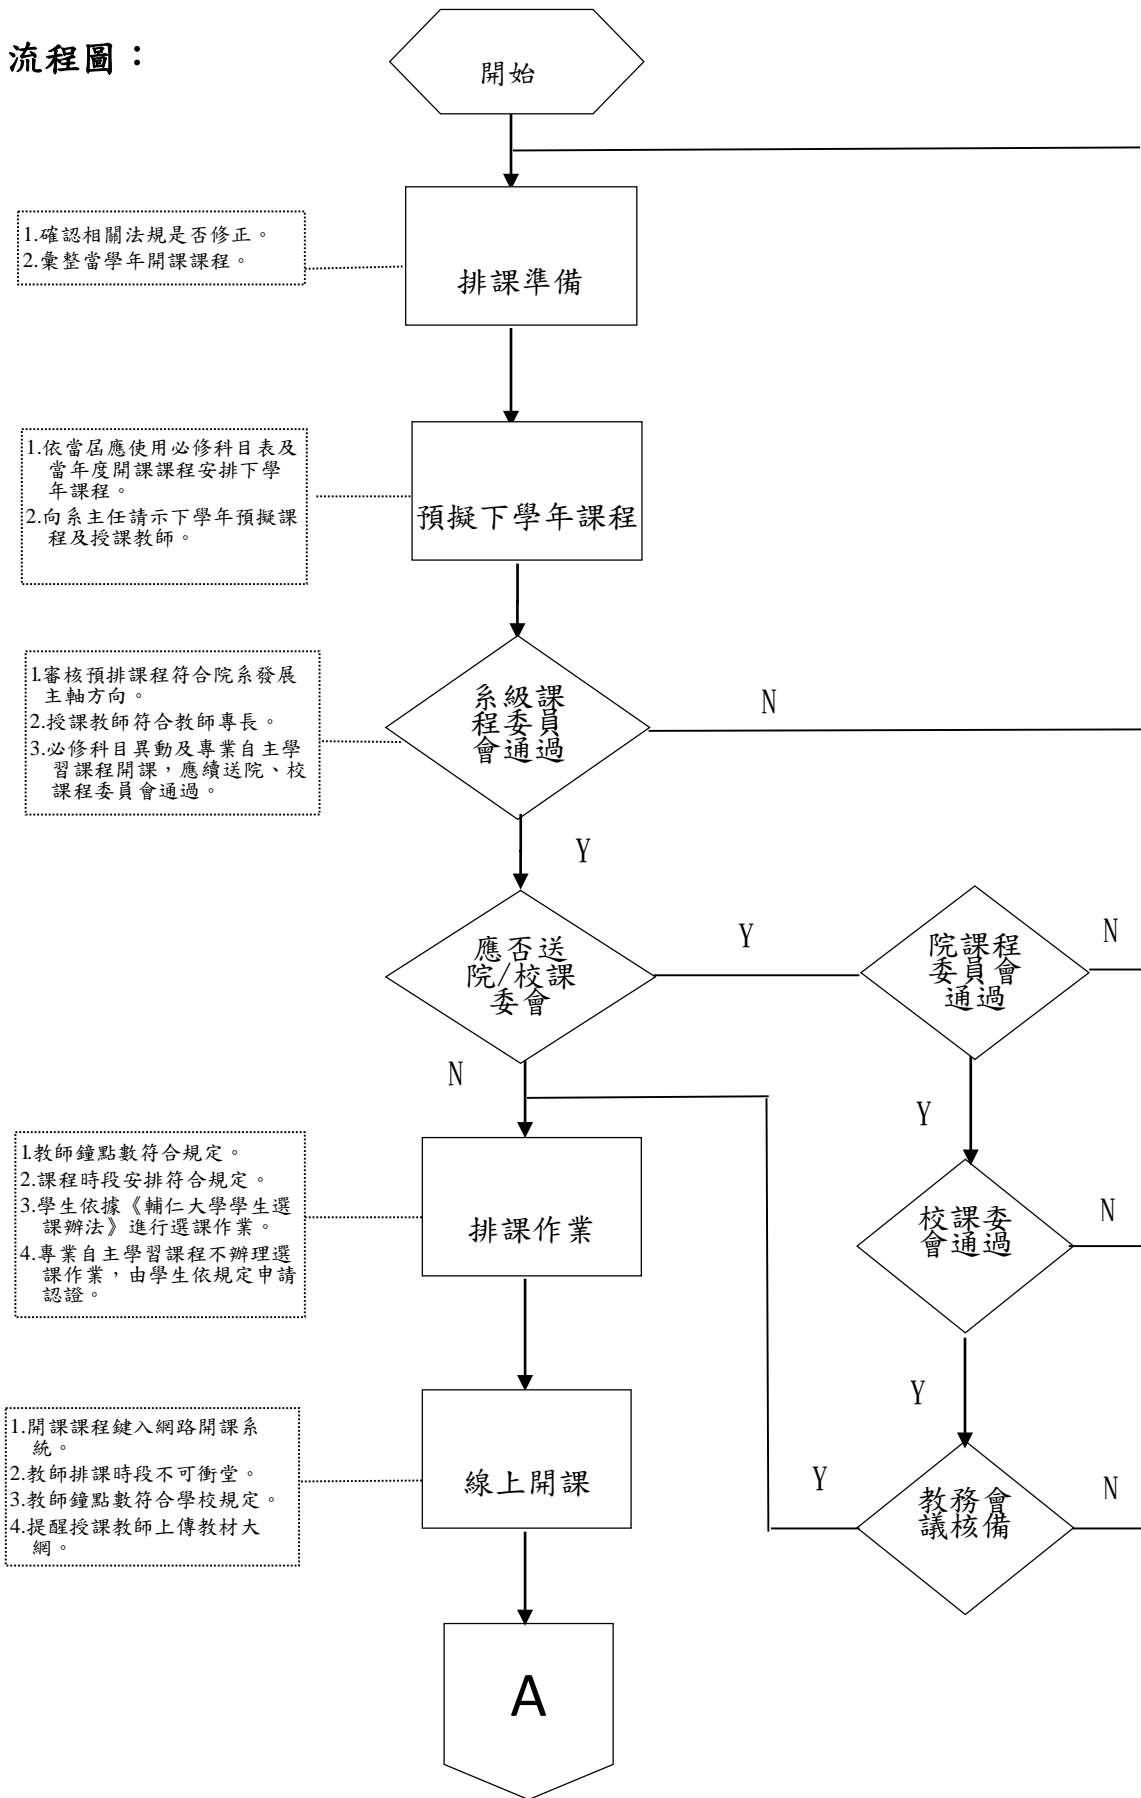 流程圖：
開始
1.確認相關法規是否修正。
2.彙整當學年開課課程。
排課準備
1.依當屆應使用必修科目表及
當年度開課課程安排下學
年課程。
2.向系主任請示下學年預擬課
程及授課教師。
預擬下學年課程
1.審核預排課程符合院系發展
主軸方向。
2.授課教師符合教師專長。
3.必修科目異動及專業自主學
習課程開課，應續送院、校
課程委員會通過。
系級課
程委員
會通過
N
Y
應否送
院/校課
委會
Y
院課程
委員會
通過
N
N
Y
1.教師鐘點數符合規定。
2.課程時段安排符合規定。
3.學生依據《輔仁大學學生選
課辦法》進行選課作業。
4.專業自主學習課程不辦理選
課作業，由學生依規定申請
認證。
排課作業
校課委
會通過
N
Y
1.開課課程鍵入網路開課系
統。
2.教師排課時段不可衝堂。
3.教師鐘點數符合學校規定。
4.提醒授課教師上傳教材大
網。
線上開課
Y
教務會
議核備
N
A